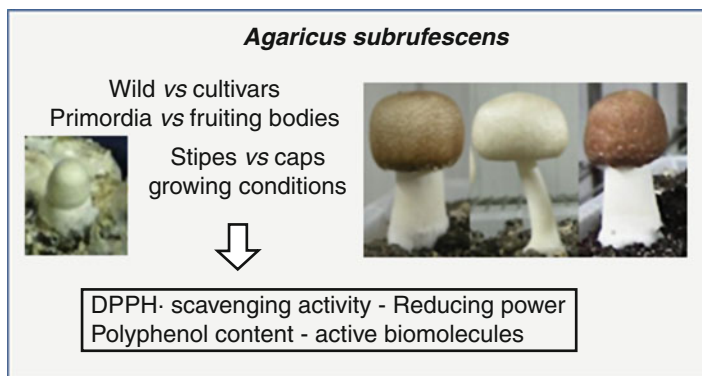 Agaricus subrufescens
Wild vs cultivars
Primordia vs fruiting bodies
Stipes vs caps
growing conditions
DPPH· scavenging activity - Reducing power
Polyphenol content - active biomolecules